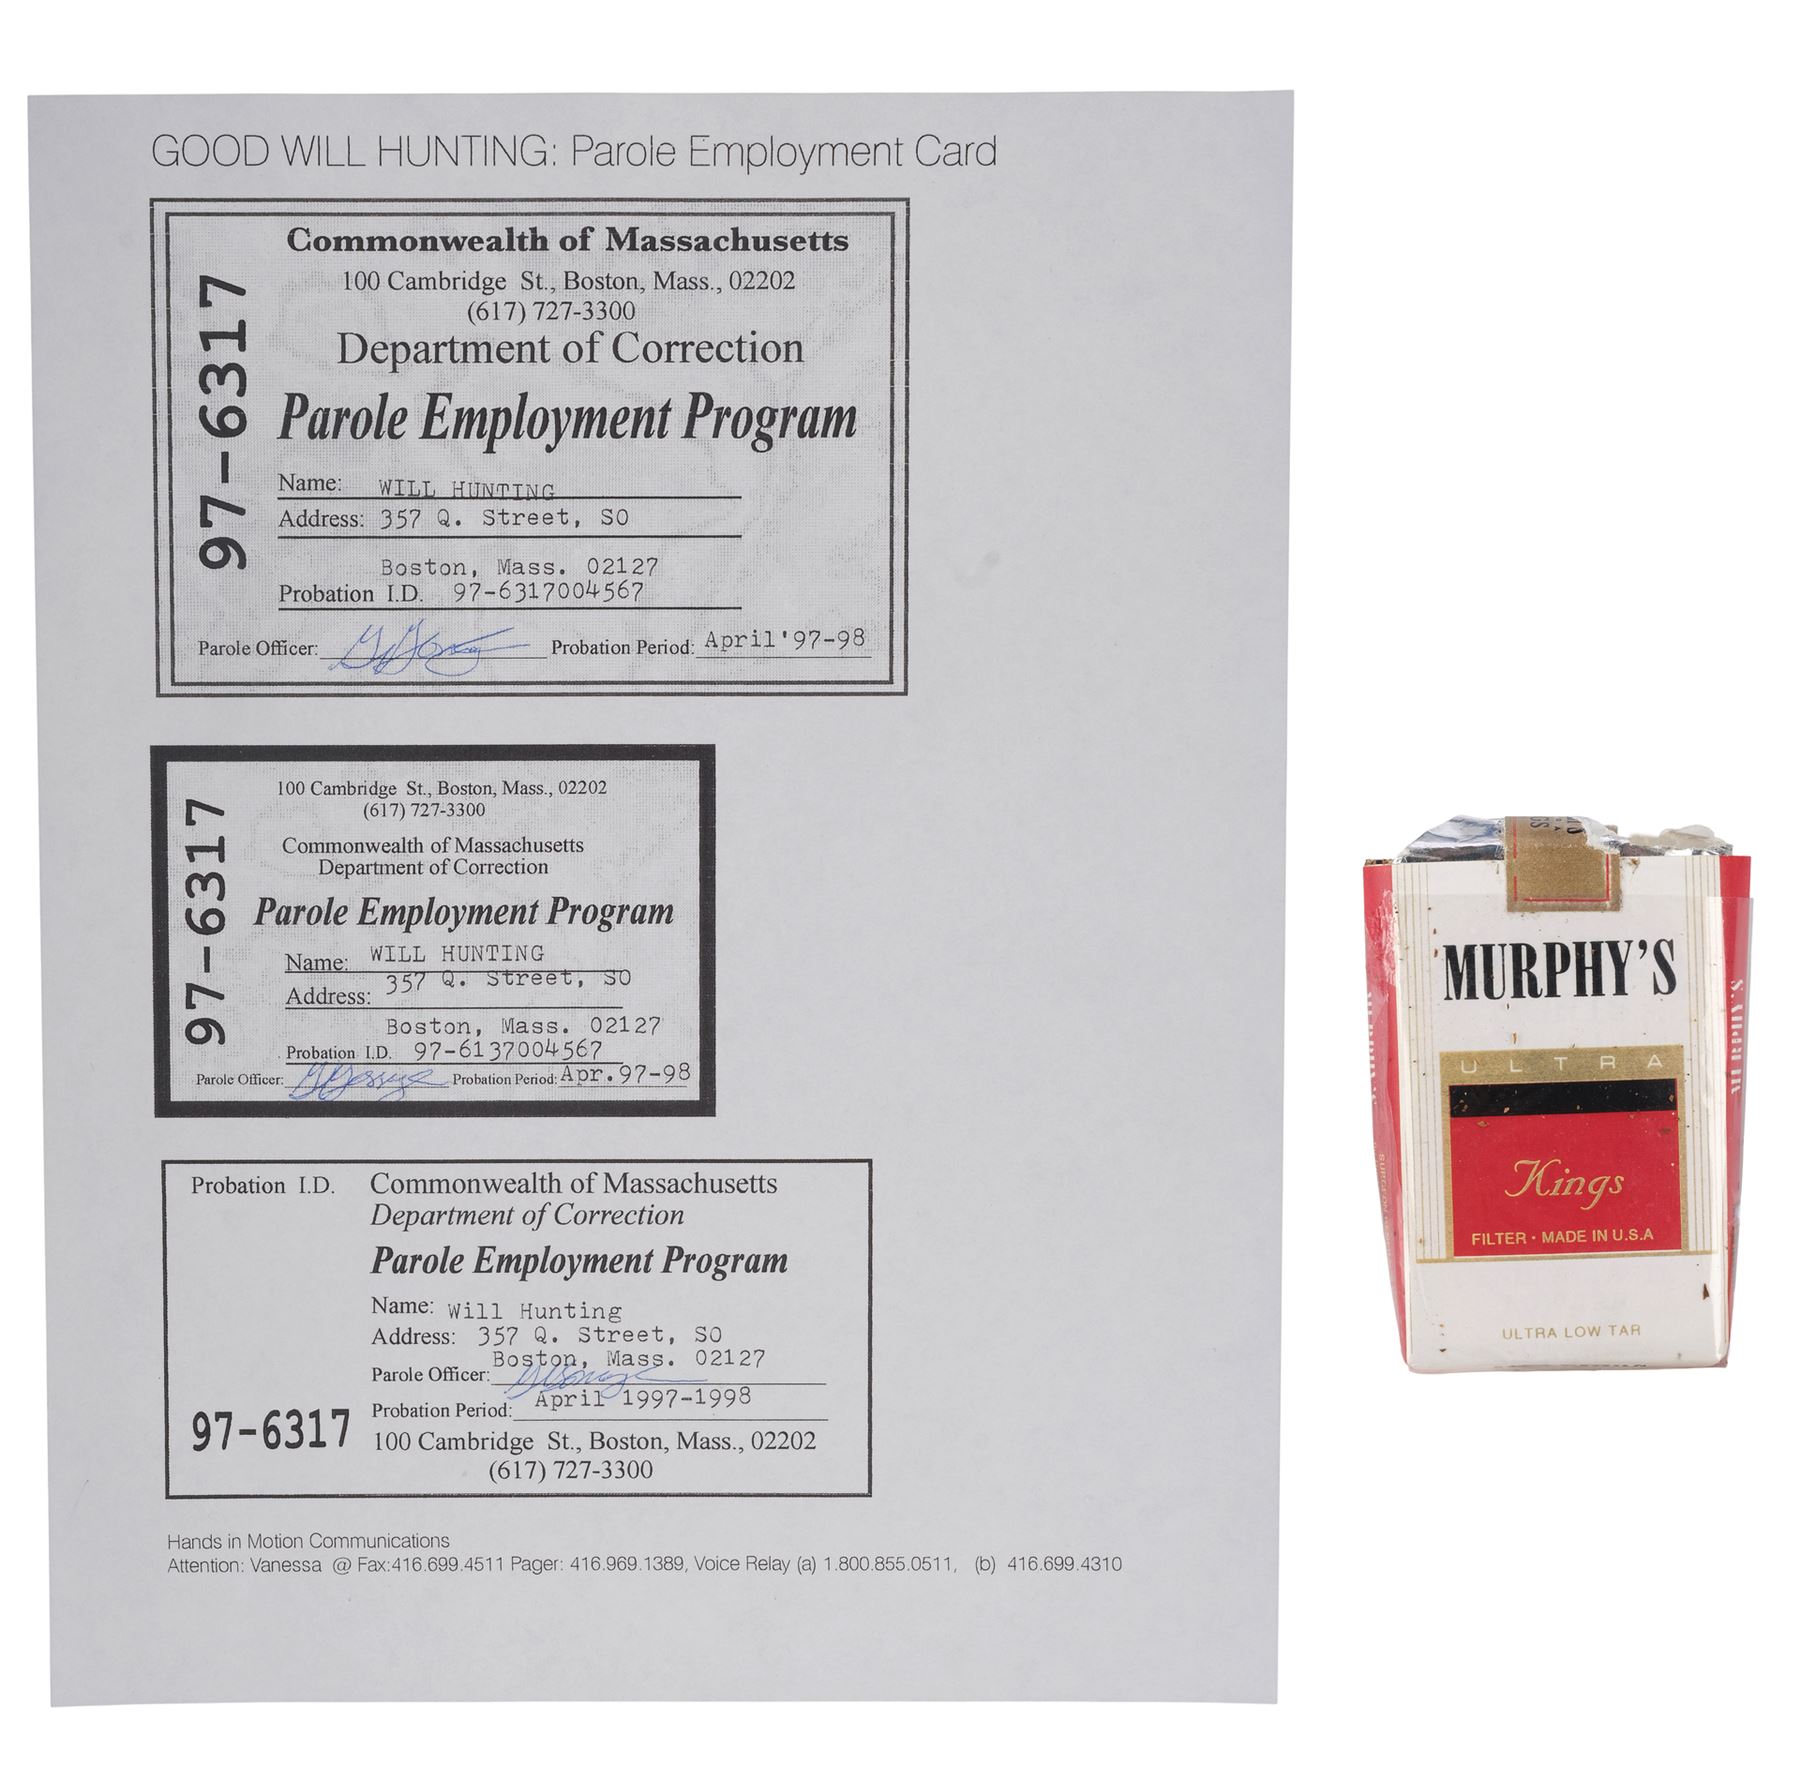 GOOD WILL HUNTING: Parole Employment Card
97-6317
Commonwealth of Massachusetts
100 Cambridge St., Boston, Mass., 02202
(617) 727-3300
Department of Correction
Parole Employment Program
Name: WILL HUNTING
Address: 357 Q. Street, SO
Boston, Mass. 02127
Probation I.D. 97-6317004567
Parole Officer: Probation Period: April '97-98
97-6317
100 Cambridge St., Boston, Mass., 02202
(617) 727-3300
Commonwealth of Massachusetts
Department of Correction
Parole Employment Program
Name: WILL HUNTING
Address: 357 Q. Street, SO
Boston, Mass. 02127
Probation I.D. 97-6137004567
Parole Officer: Probation Period: Apr. 97-98
Probation I.D.
97-6317
Commonwealth of Massachusetts
Department of Correction
Parole Employment Program
Name: Will Hunting
Address: 357 Q. Street, SO
Boston, Mass. 02127
Parole Officer:
Probation Period: April 1997-1998
100 Cambridge St., Boston, Mass., 02202
(617) 727-3300
Hands in Motion Communications
Attention: Vanessa @ Fax:416.699.4511 Pager: 416.969.1389, Voice Relay (a) 1.800.855.0511, (b) 416.699.4310
MURPHY'S
ULTRA
Kings
FILTER · MADE IN U.S.A
ULTRA LOW TAR
MURPHY'S